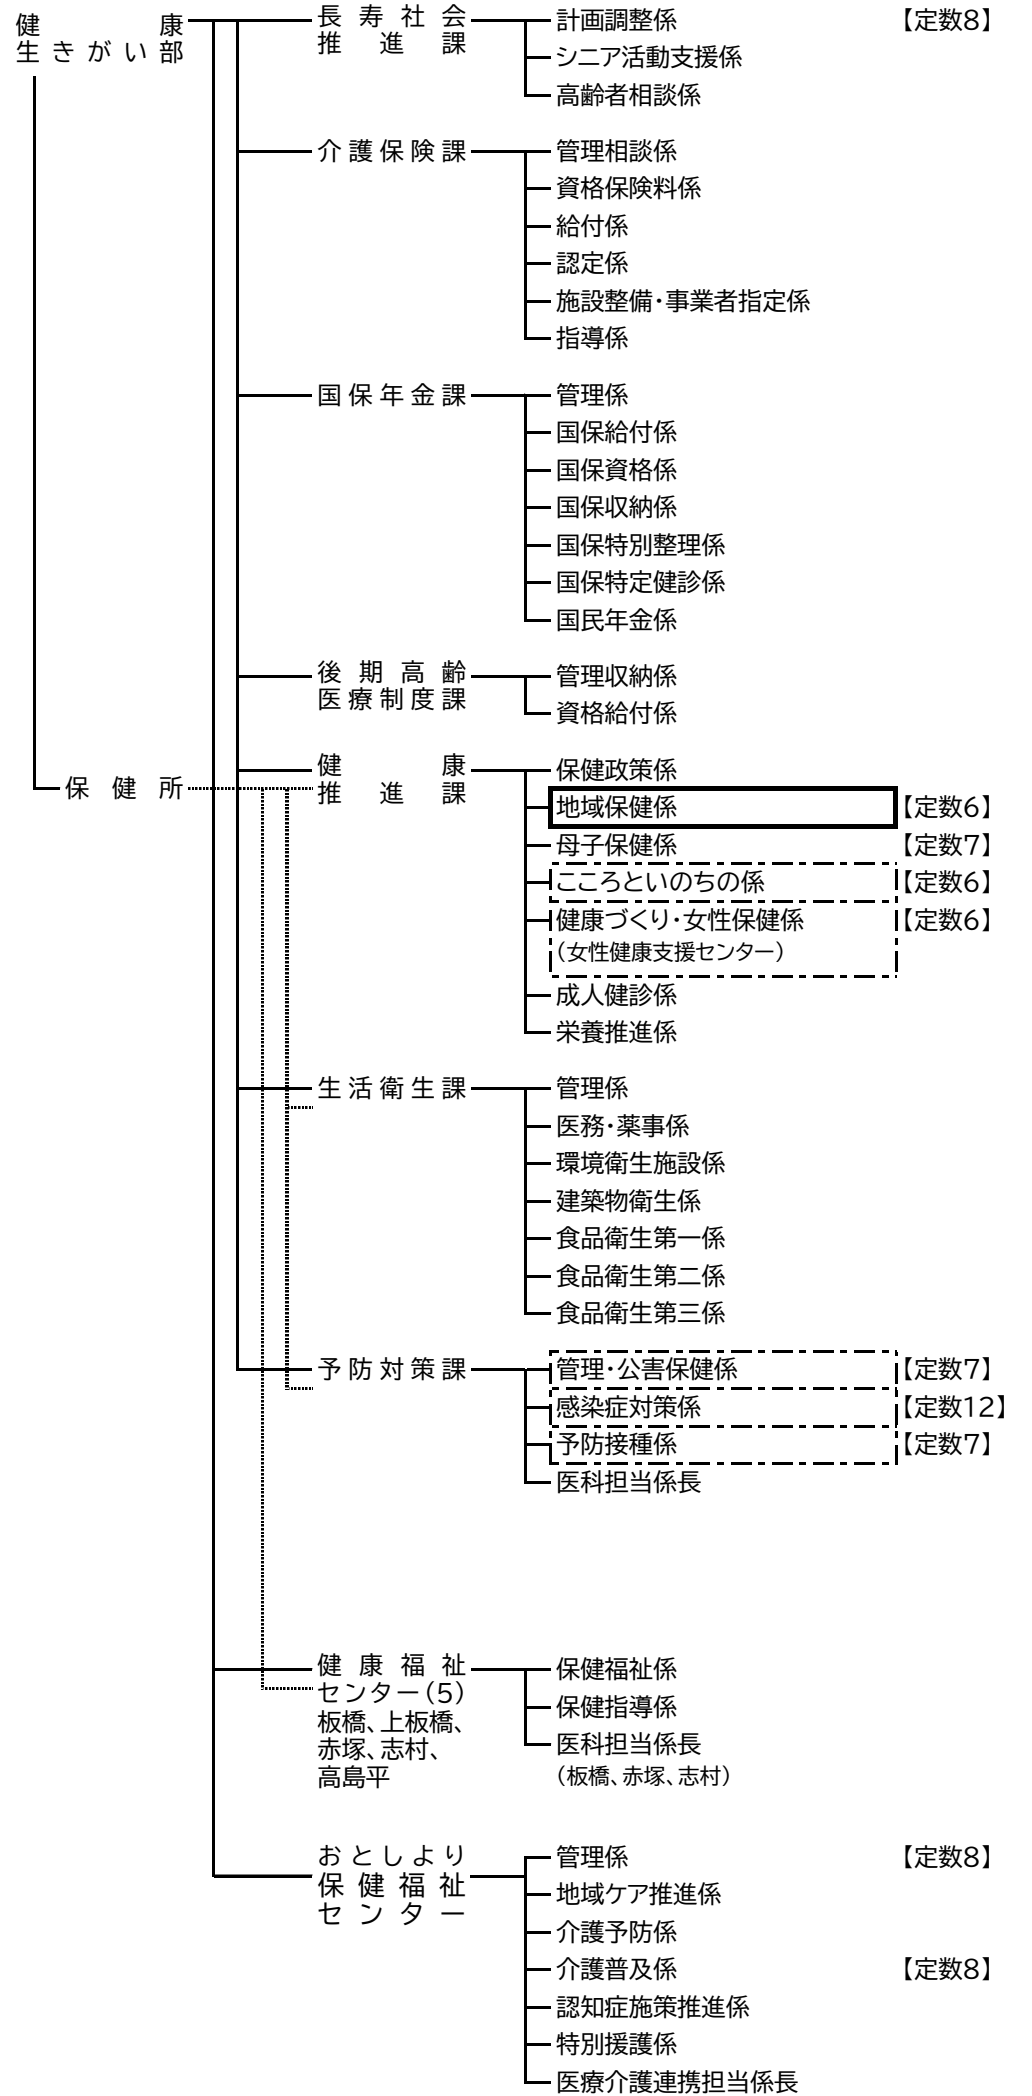 健康
生きがい部
長寿社会
推進課
計画調整係 【定数8】
シニア活動支援係
高齢者相談係
介護保険課
管理相談係
資格保険料係
給付係
認定係
施設整備・事業者指定係
指導係
国保年金課
管理係
国保給付係
国保資格係
国保収納係
国保特別整理係
国保特定健診係
国民年金係
後期高齢
医療制度課
管理収納係
資格給付係
保健所
健康
推進課
保健政策係
地域保健係 【定数6】
母子保健係 【定数7】
こころといのちの係 【定数6】
健康づくり・女性保健係 【定数6】
（女性健康支援センター）
成人健診係
栄養推進係
生活衛生課
管理係
医務・薬事係
環境衛生施設係
建築物衛生係
食品衛生第一係
食品衛生第二係
食品衛生第三係
予防対策課
管理・公害保健係 【定数7】
感染症対策係 【定数12】
予防接種係 【定数7】
医科担当係長
健康福祉
センター（5）
板橋、上板橋、
赤塚、志村、
高島平
保健福祉係
保健指導係
医科担当係長
（板橋、赤塚、志村）
おとしより
保健福祉
センター
管理係 【定数8】
地域ケア推進係
介護予防係
介護普及係 【定数8】
認知症施策推進係
特別援護係
医療介護連携担当係長